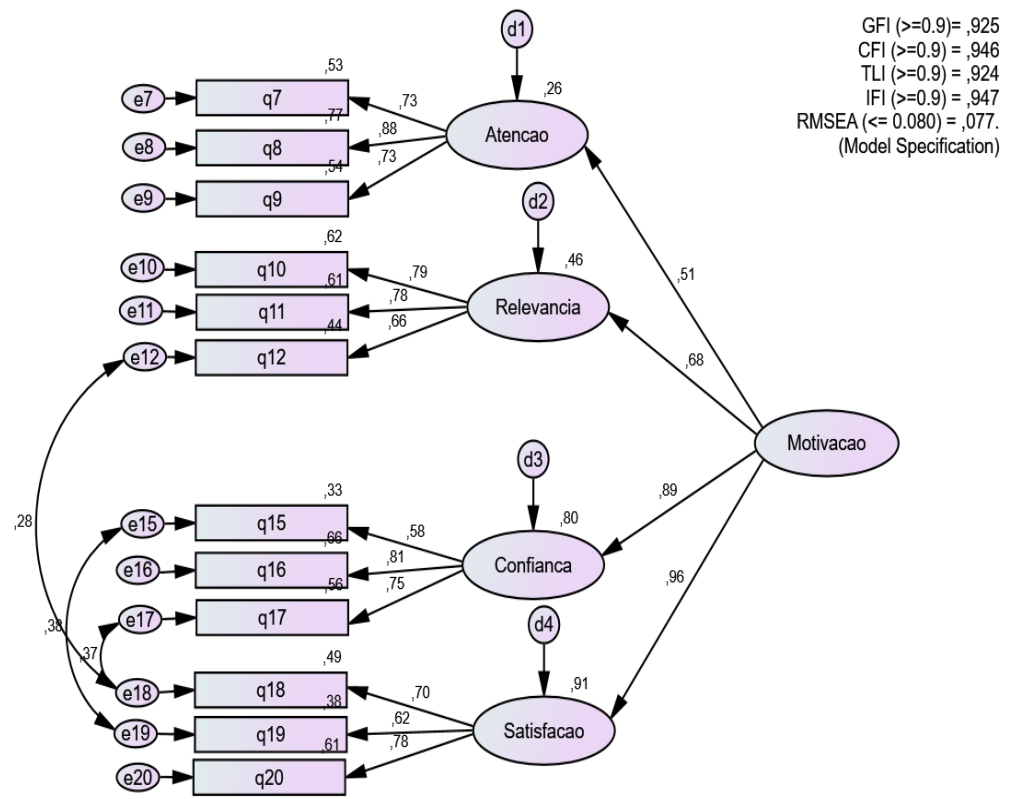 d1
GFI (>=0.9)= ,925
CFI (>=0.9) = ,946
TLI (>=0.9) = ,924
IFI (>=0.9) = ,947
RMSEA (<= 0.080) = ,077.
(Model Specification)
,53
,26
e7
q7
,73
,77
,88
Atencao
e8
q8
,73
,54
e9
q9
d2
,62
,46
e10
q10
,79
,51
,61
,78
Relevancia
e11
q11
,66
,44
e12
q12
,68
Motivacao
d3
,33
,89
,80
,28
e15
q15
,58
,66
,81
Confianca
e16
q16
,75
,96
,56
e17
q17
,38
d4
,37
,49
,91
e18
q18
,70
,38
,62
Satisfacao
e19
q19
,78
,61
e20
q20